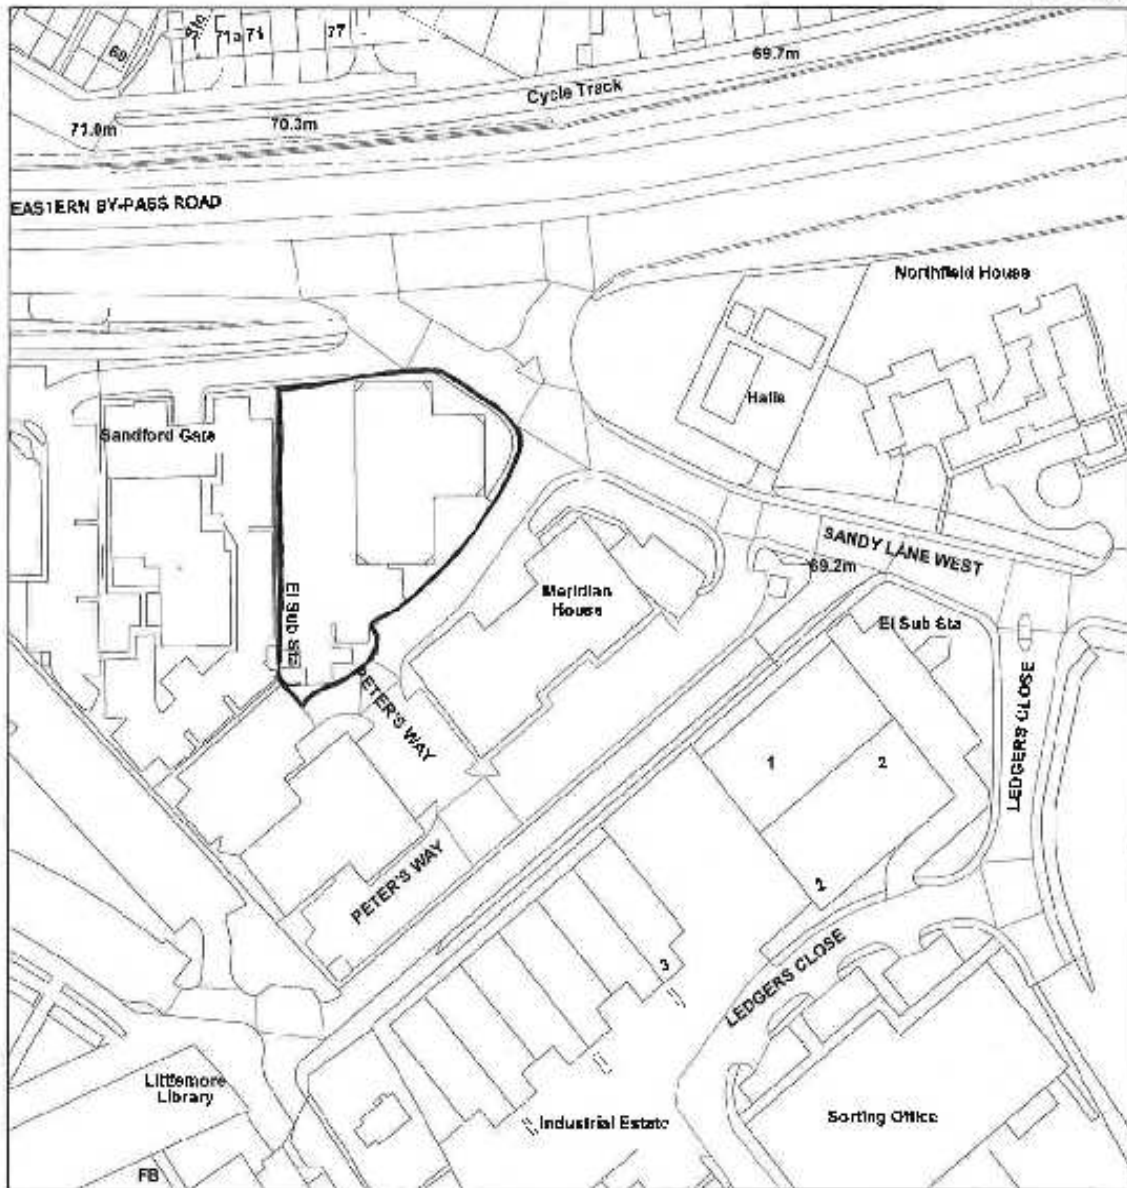 69
71a
71
77
69.7m
Cycle Track
71.0m
70.3m
EASTERN BY-PASS ROAD
Northfield House
Halls
Sandford Gate
SANDY LANE WEST
69.2m
Meridian
House
El Sub Sta
El Sub Sta
PETER'S WAY
LEDGERS CLOSE
1
2
PETER'S WAY
2
3
LEDGERS CLOSE
Littlemore
Library
Industrial Estate
Sorting Office
FB